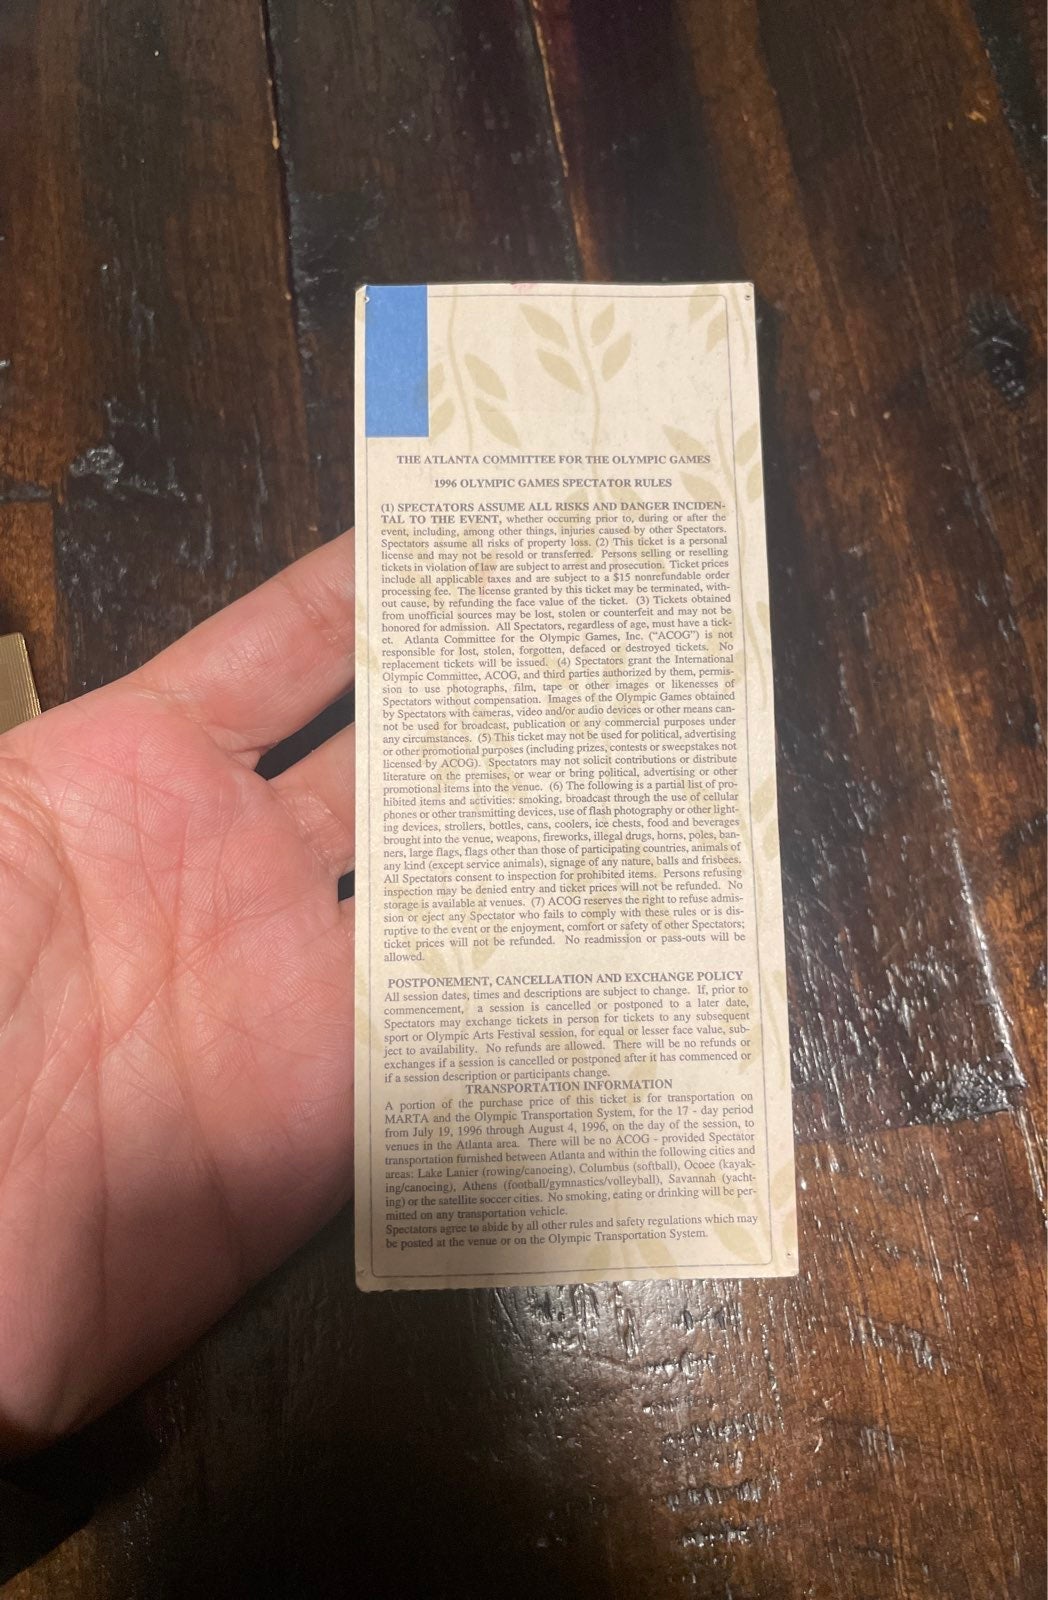 THE ATLANTA COMMITTEE FOR THE OLYMPIC GAMES
1996 OLYMPIC GAMES SPECTATOR RULES
(1) SPECTATORS ASSUME ALL RISKS AND DANGER INCIDEN-
TAL TO THE EVENT, whether occurring prior to, during or after the
event, including, among other things, injuries caused by other Spectators.
Spectators assume all risks of property loss. (2) This ticket is a personal
license and may not be resold or transferred. Persons selling or reselling
tickets in violation of law are subject to arrest and prosecution. Ticket prices
include all applicable taxes and are subject to a $15 nonrefundable order
processing fee. The license granted by this ticket may be terminated, with-
out cause, by refunding the face value of the ticket. (3) Tickets obtained
from unofficial sources may be lost, stolen or counterfeit and may not be
honored for admission. All Spectators, regardless of age, must have a tick-
et. Atlanta Committee for the Olympic Games, Inc. ("ACOG") is not
responsible for lost, stolen, forgotten, defaced or destroyed tickets. No
replacement tickets will be issued. (4) Spectators grant the International
Olympic Committee, ACOG, and third parties authorized by them, permis-
sion to use photographs, film, tape or other images or likenesses of
Spectators without compensation. Images of the Olympic Games obtained
by Spectators with cameras, video and/or audio devices or other means can-
not be used for broadcast, publication or any commercial purposes under
any circumstances. (5) This ticket may not be used for political, advertising
or other promotional purposes (including prizes, contests or sweepstakes not
licensed by ACOG). Spectators may not solicit contributions or distribute
literature on the premises, or wear or bring political, advertising or other
promotional items into the venue. (6) The following is a partial list of pro-
hibited items and activities: smoking, broadcast through the use of cellular
phones or other transmitting devices, use of flash photography or other light-
ing devices, strollers, bottles, cans, coolers, ice chests, food and beverages
brought into the venue, weapons, fireworks, illegal drugs, horns, poles, ban-
ners, large flags, flags other than those of participating countries, animals of
any kind (except service animals), signage of any nature, balls and frisbees.
All Spectators consent to inspection for prohibited items. Persons refusing
inspection may be denied entry and ticket prices will not be refunded. No
storage is available at venues. (7) ACOG reserves the right to refuse admis-
sion or eject any Spectator who fails to comply with these rules or is dis-
ruptive to the event or the enjoyment, comfort or safety of other Spectators;
ticket prices will not be refunded. No readmission or pass-outs will be
allowed.
POSTPONEMENT, CANCELLATION AND EXCHANGE POLICY
All session dates, times and descriptions are subject to change. If, prior to
commencement, a session is cancelled or postponed to a later date,
Spectators may exchange tickets in person for tickets to any subsequent
sport or Olympic Arts Festival session, for equal or lesser face value, sub-
ject to availability. No refunds are allowed. There will be no refunds or
exchanges if a session is cancelled or postponed after it has commenced or
if a session description or participants change.
TRANSPORTATION INFORMATION
A portion of the purchase price of this ticket is for transportation on
MARTA and the Olympic Transportation System, for the 17 - day period
from July 19, 1996 through August 4, 1996, on the day of the session, to
venues in the Atlanta area. There will be no ACOG - provided Spectator
transportation furnished between Atlanta and within the following cities and
areas: Lake Lanier (rowing/canoeing), Columbus (softball), Ocoee (kayak-
ing/canoeing), Athens (football/gymnastics/volleyball), Savannah (yacht-
ing) or the satellite soccer cities. No smoking, eating or drinking will be per-
mitted on any transportation vehicle.
Spectators agree to abide by all other rules and safety regulations which may
be posted at the venue or on the Olympic Transportation System.